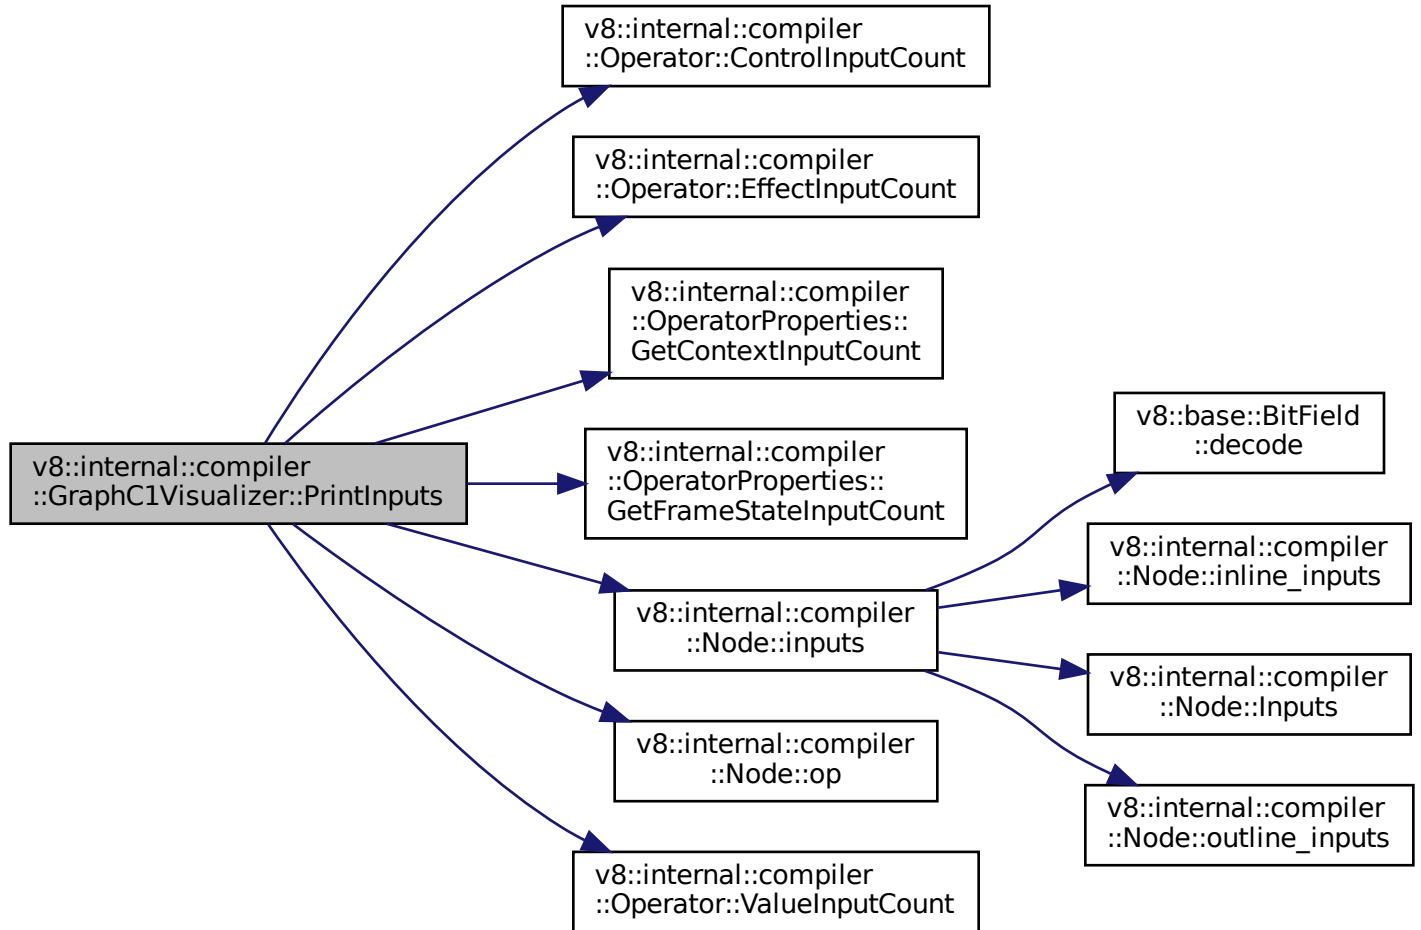 v8::internal::compiler
::Operator::ControlInputCount
v8::internal::compiler
::Operator::EffectInputCount
v8::internal::compiler
::OperatorProperties::
GetContextInputCount
v8::internal::compiler
::GraphC1Visualizer::PrintInputs
v8::internal::compiler
::OperatorProperties::
GetFrameStateInputCount
v8::internal::compiler
::Node::inputs
v8::base::BitField
::decode
v8::internal::compiler
::Node::inline_inputs
v8::internal::compiler
::Node::Inputs
v8::internal::compiler
::Node::outline_inputs
v8::internal::compiler
::Node::op
v8::internal::compiler
::Operator::ValueInputCount